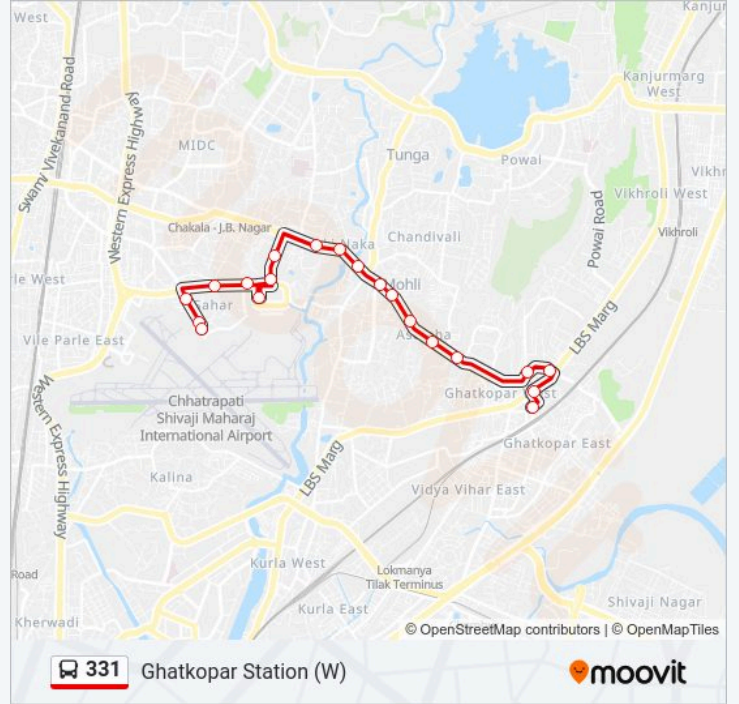 West
Kanjur
Kanjurmarg
West
Swami Vivekanand Road
Western Express Highway
MIDC
Tunga
Powai
Vikhr
Vikhroli West
Powai Road
Vikhroli
Chakala - J.B. Nagar
Naka
Chandivali
le West
Mohli
Sahar
LBS Marg
Vile Parle East
Ghatkopar
Chhatrapati
Shivaji Maharaj
International Airport
Western Express Highway
Ghatkopar East
LBS Marg
Kalina
Vidya Vihar East
Kurla West
Lokmanya
Tilak Terminus
Road
Kurla East
Shivaji Nagar
Kherwadi
© OpenStreetMap contributors | © OpenMapTiles
331 Ghatkopar Station (W)
moovit